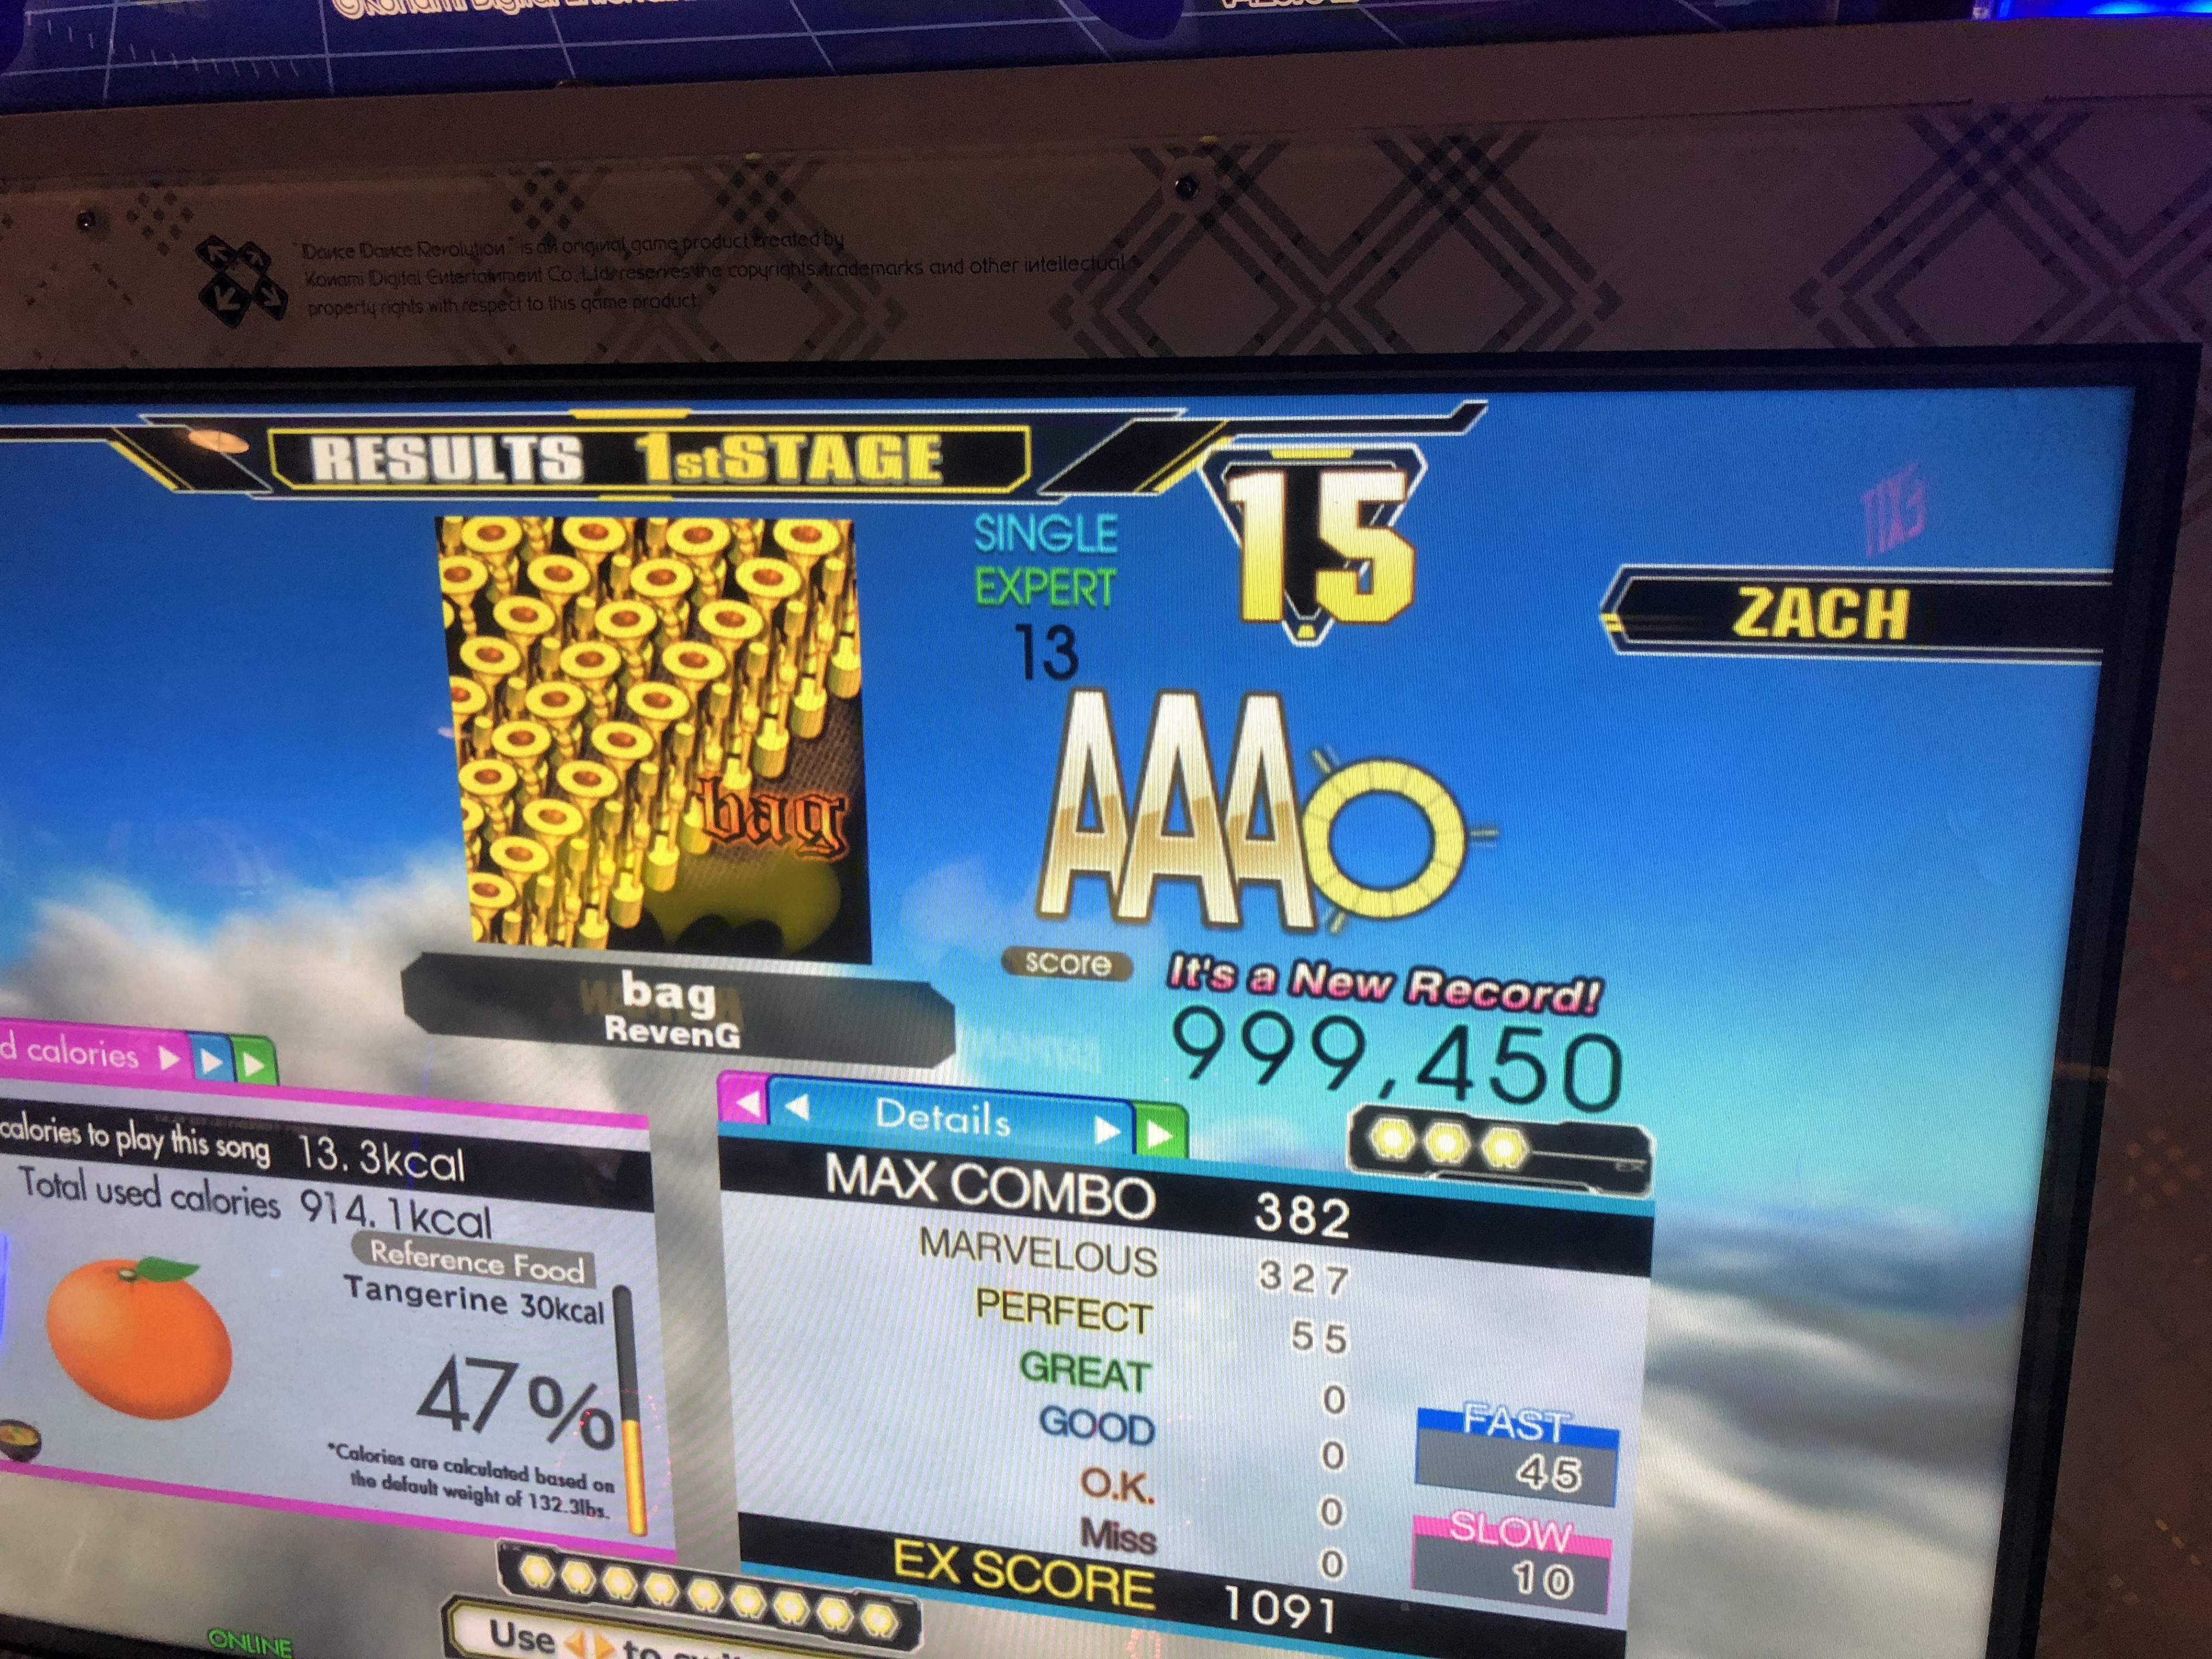 "Dance Dance Revolution" is an original game product created by
Konami Digital Entertainment Co., Ltd. reserves the copyrights, trademarks and other intellectual
property rights with respect to this game product
RESULTS 1st STAGE
SINGLE
EXPERT
13
15
EXIT
ZACH
bag
AAA
score
It's a New Record!
999,450
bag
RevenG
d calories
calories to play this song 13.3kcal
Total used calories 914.1kcal
Reference Food
Tangerine 30kcal
47%
*Calories are calculated based on
the default weight of 132.3lbs.
Details
MAX COMBO 382
MARVELOUS 327
PERFECT 55
GREAT 0
GOOD 0
O.K. 0
Miss 0
EX SCORE 1091
FAST
45
SLOW
10
ONLINE
Use
to